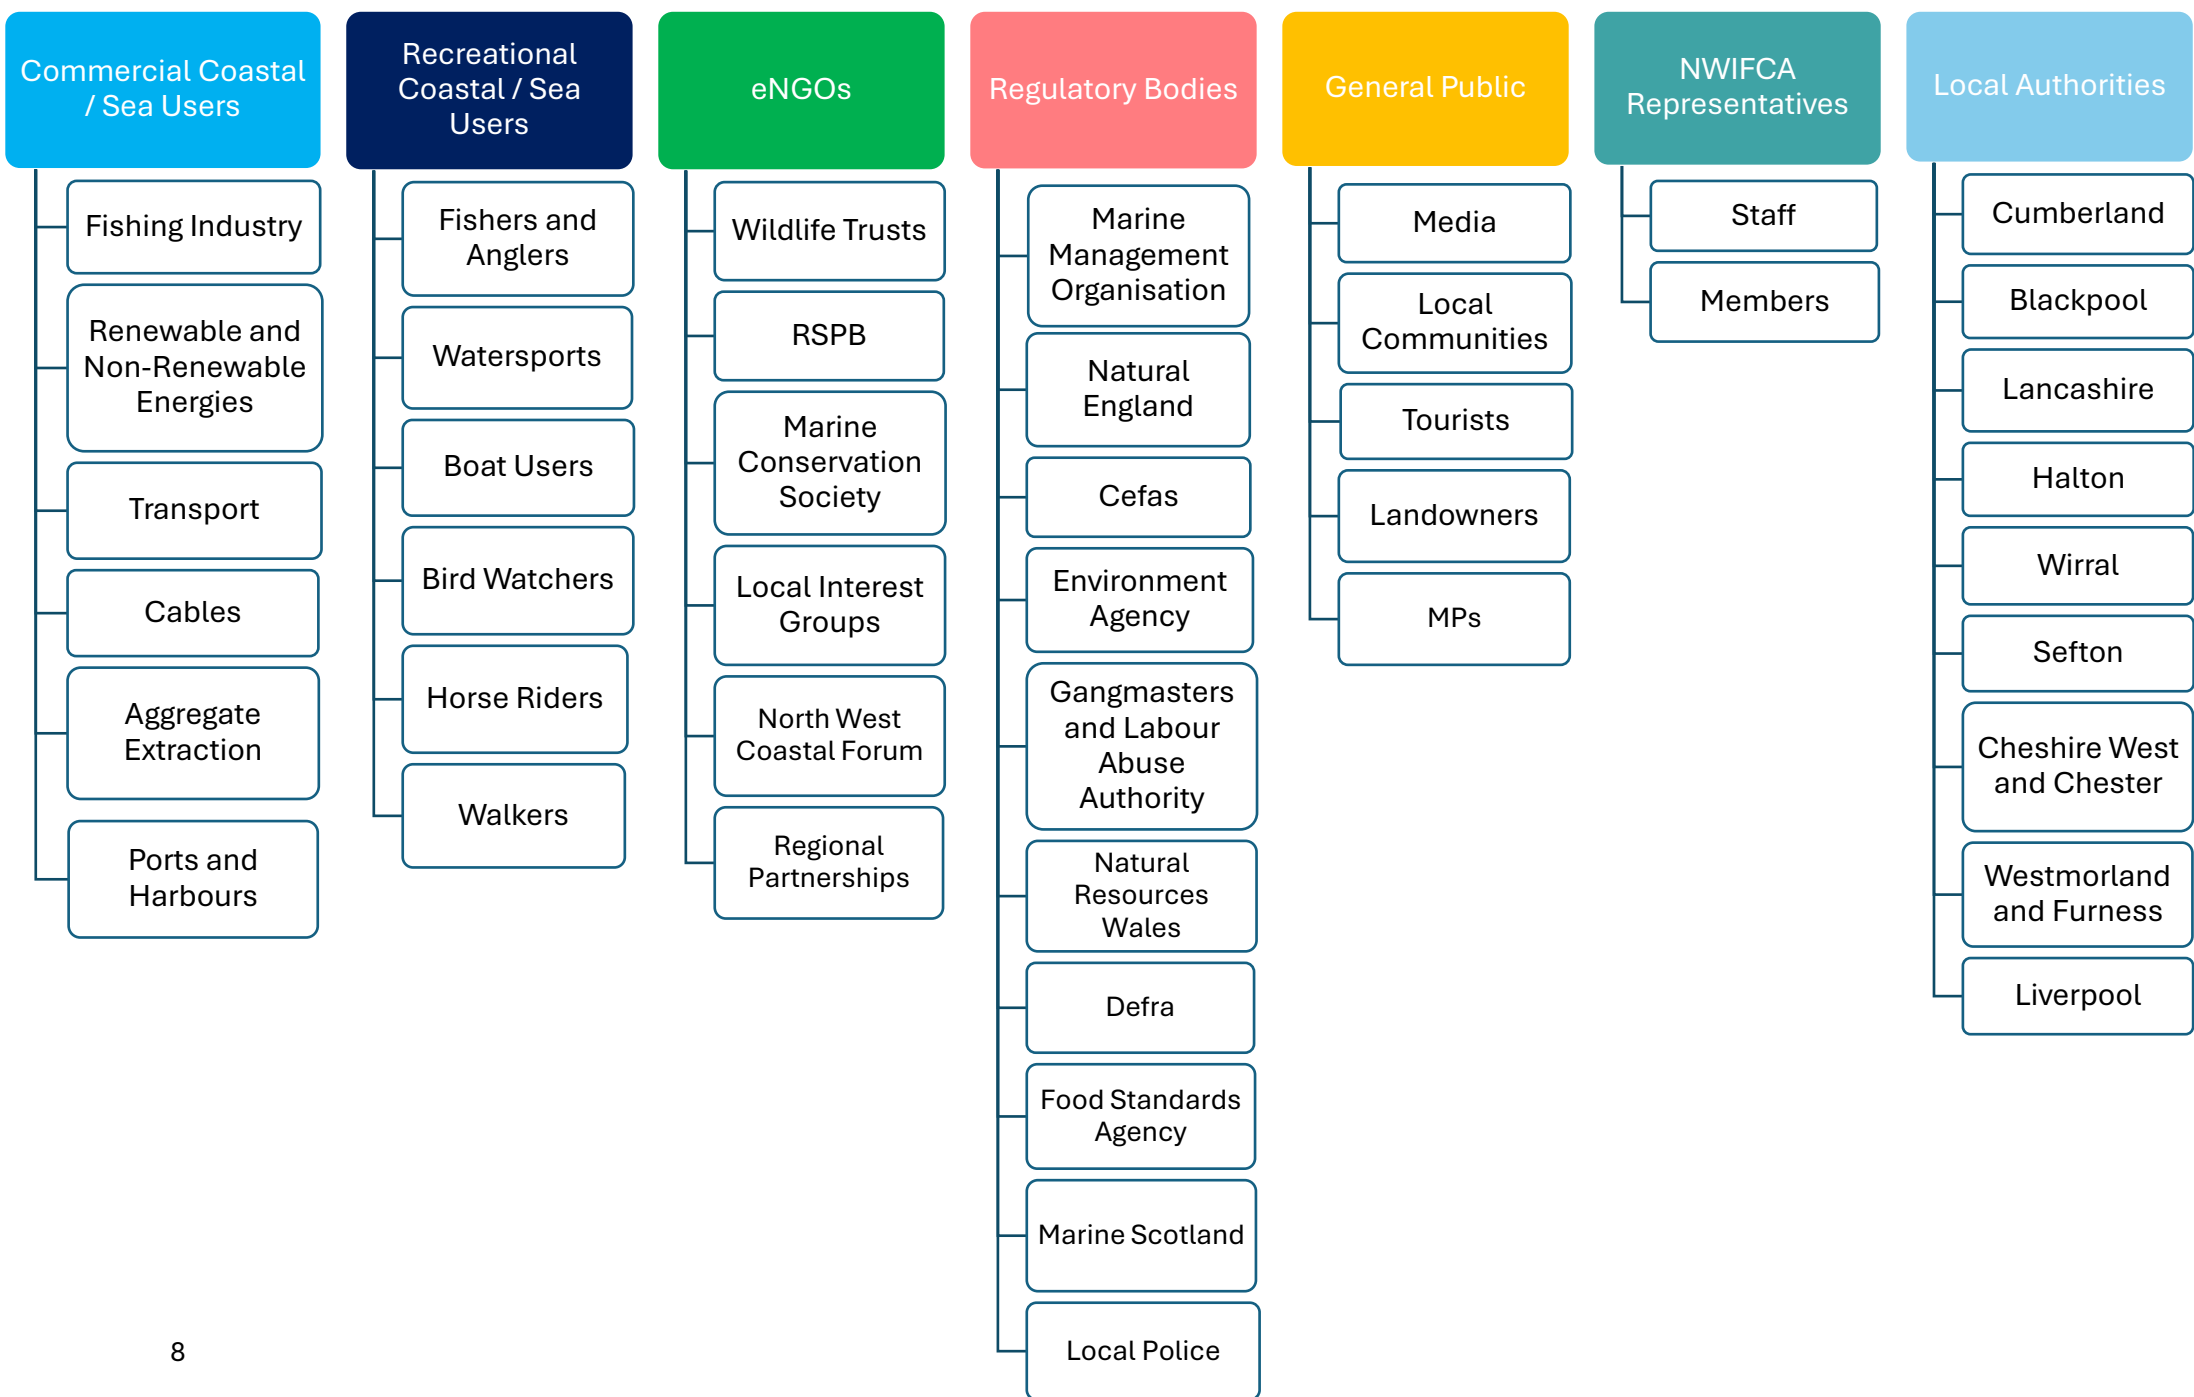 Commercial Coastal
/ Sea Users
Fishing Industry
Renewable and
Non-Renewable
Energies
Transport
Cables
Aggregate
Extraction
Ports and
Harbours
Recreational
Coastal / Sea
Users
Fishers and
Anglers
Watersports
Boat Users
Bird Watchers
Horse Riders
Walkers
eNGOs
Wildlife Trusts
RSPB
Marine
Conservation
Society
Local Interest
Groups
North West
Coastal Forum
Regional
Partnerships
Regulatory Bodies
Marine
Management
Organisation
Natural
England
Cefas
Environment
Agency
Gangmasters
and Labour
Abuse
Authority
Natural
Resources
Wales
Defra
Food Standards
Agency
Marine Scotland
Local Police
General Public
Media
Local
Communities
Tourists
Landowners
MPs
NWIFCA
Representatives
Staff
Members
Local Authorities
Cumberland
Blackpool
Lancashire
Halton
Wirral
Sefton
Cheshire West
and Chester
Westmorland
and Furness
Liverpool
8